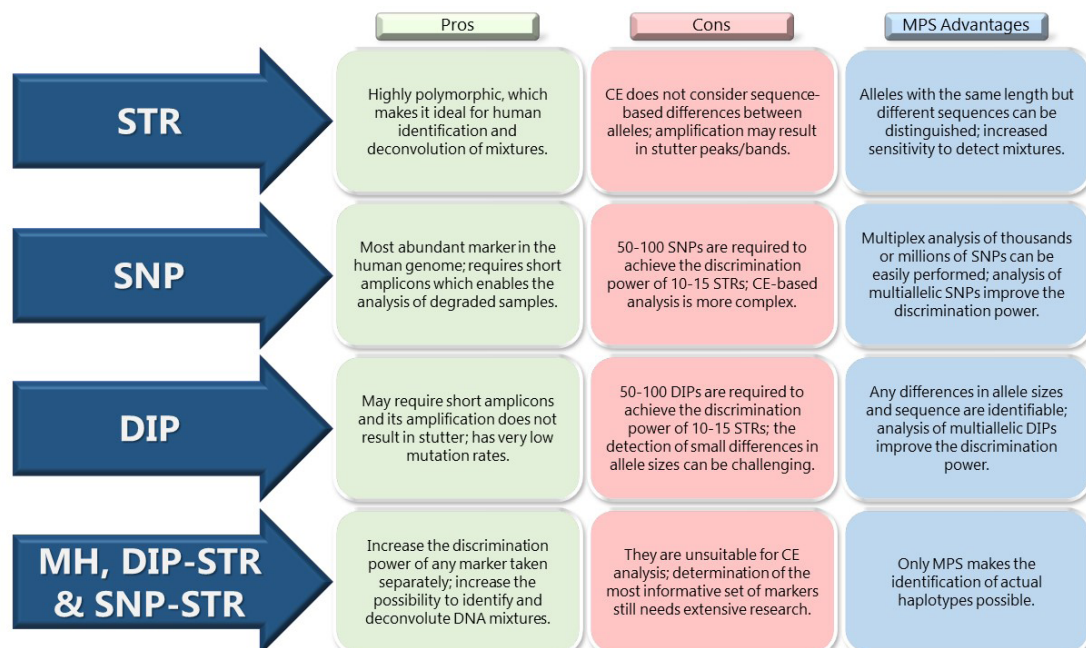 Pros
Cons
MPS Advantages
STR
Highly polymorphic, which
makes it ideal for human
identification and
deconvolution of mixtures.
CE does not consider sequence-
based differences between
alleles; amplification may result
in stutter peaks/bands.
Alleles with the same length but
different sequences can be
distinguished; increased
sensitivity to detect mixtures.
SNP
Most abundant marker in the
human genome; requires short
amplicons which enables the
analysis of degraded samples.
50-100 SNPs are required to
achieve the discrimination
power of 10-15 STRs; CE-based
analysis is more complex.
Multiplex analysis of thousands
or millions of SNPs can be
easily performed; analysis of
multiallelic SNPs improve the
discrimination power.
DIP
May require short amplicons
and its amplification does not
result in stutter; has very low
mutation rates.
50-100 DIPs are required to
achieve the discrimination
power of 10-15 STRs; the
detection of small differences in
allele sizes can be challenging.
Any differences in allele sizes
and sequence are identifiable;
analysis of multiallelic DIPs
improve the discrimination
power.
MH, DIP-STR
& SNP-STR
Increase the discrimination
power of any marker taken
separately; increase the
possibility to identify and
deconvolute DNA mixtures.
They are unsuitable for CE
analysis; determination of the
most informative set of markers
still needs extensive research.
Only MPS makes the
identification of actual
haplotypes possible.